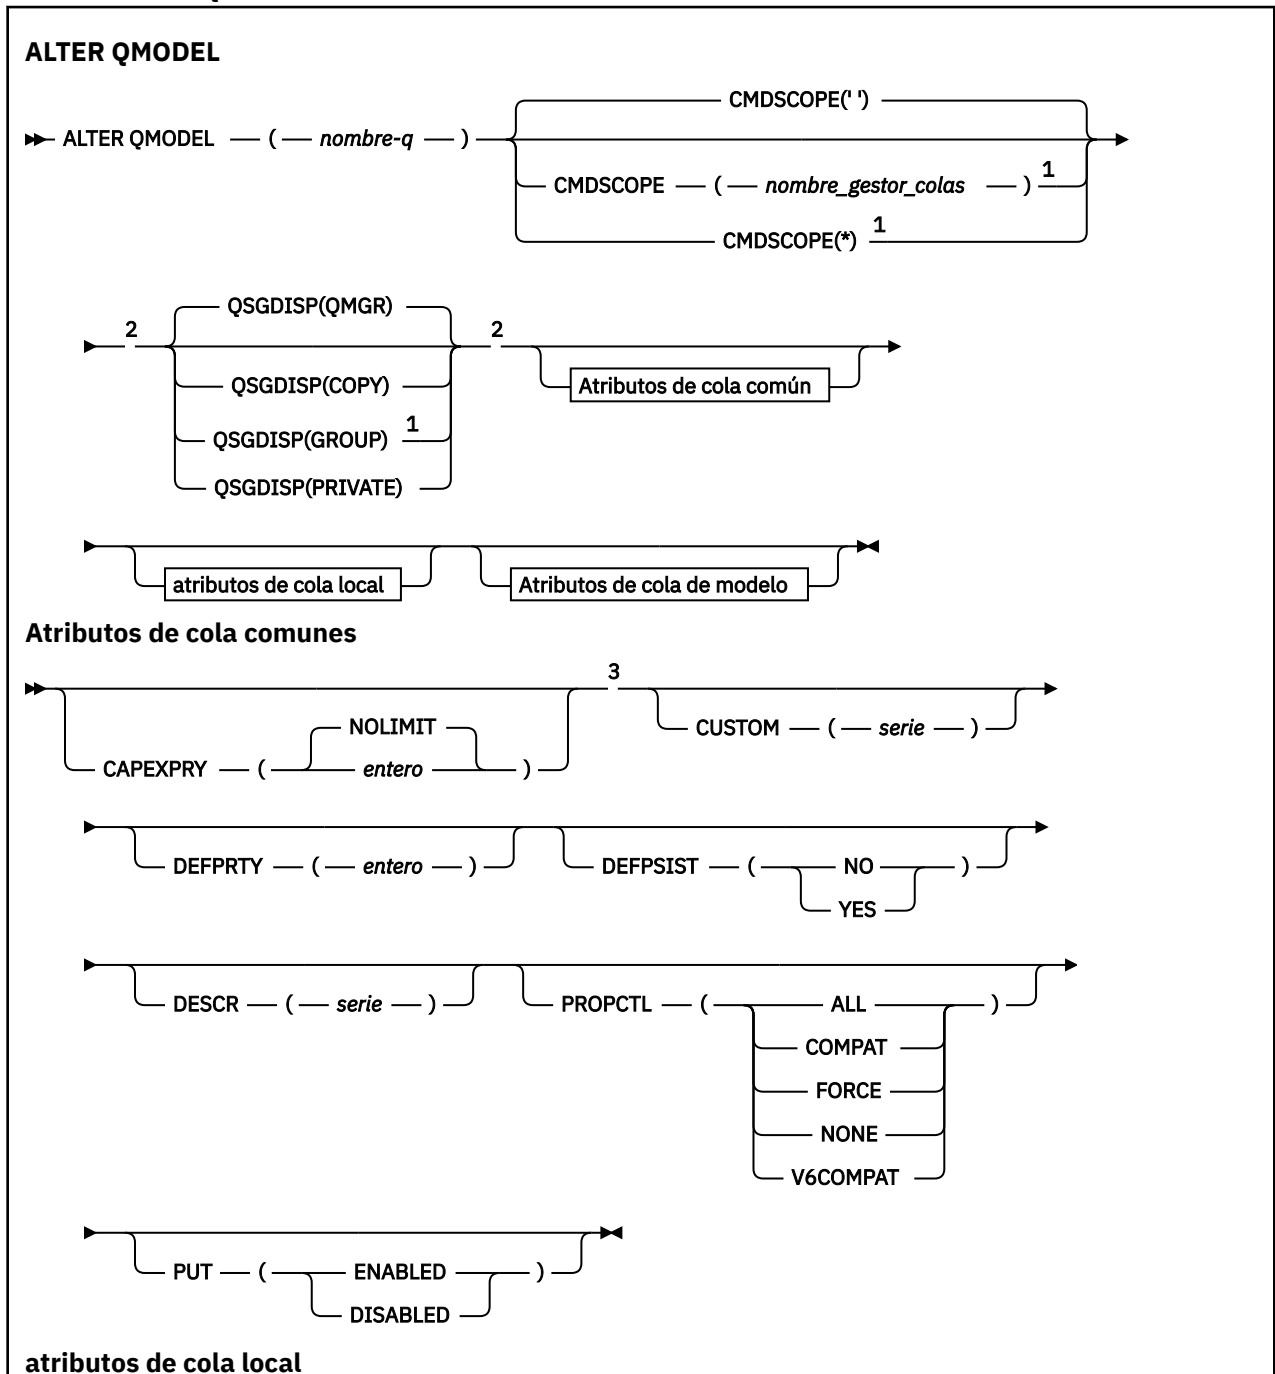 ALTER QMODEL
CMDSCOPE(' ')
ALTER QMODEL ( nombre-q )
CMDSCOPE ( nombre_gestor_colas ) 1
CMDSCOPE(*) 1
QSGDISP(QMGR)
2 2
QSGDISP(COPY) Atributos de cola común
QSGDISP(GROUP) 1
QSGDISP(PRIVATE)
atributos de cola local Atributos de cola de modelo
Atributos de cola comunes
3
NOLIMIT CUSTOM ( serie )
CAPEXPRY ( entero )
DEFPRTY ( entero ) DEFPSIST ( NO )
YES
DESCR ( serie ) PROPCTL ( ALL )
COMPAT
FORCE
NONE
V6COMPAT
PUT ( ENABLED )
DISABLED
atributos de cola local